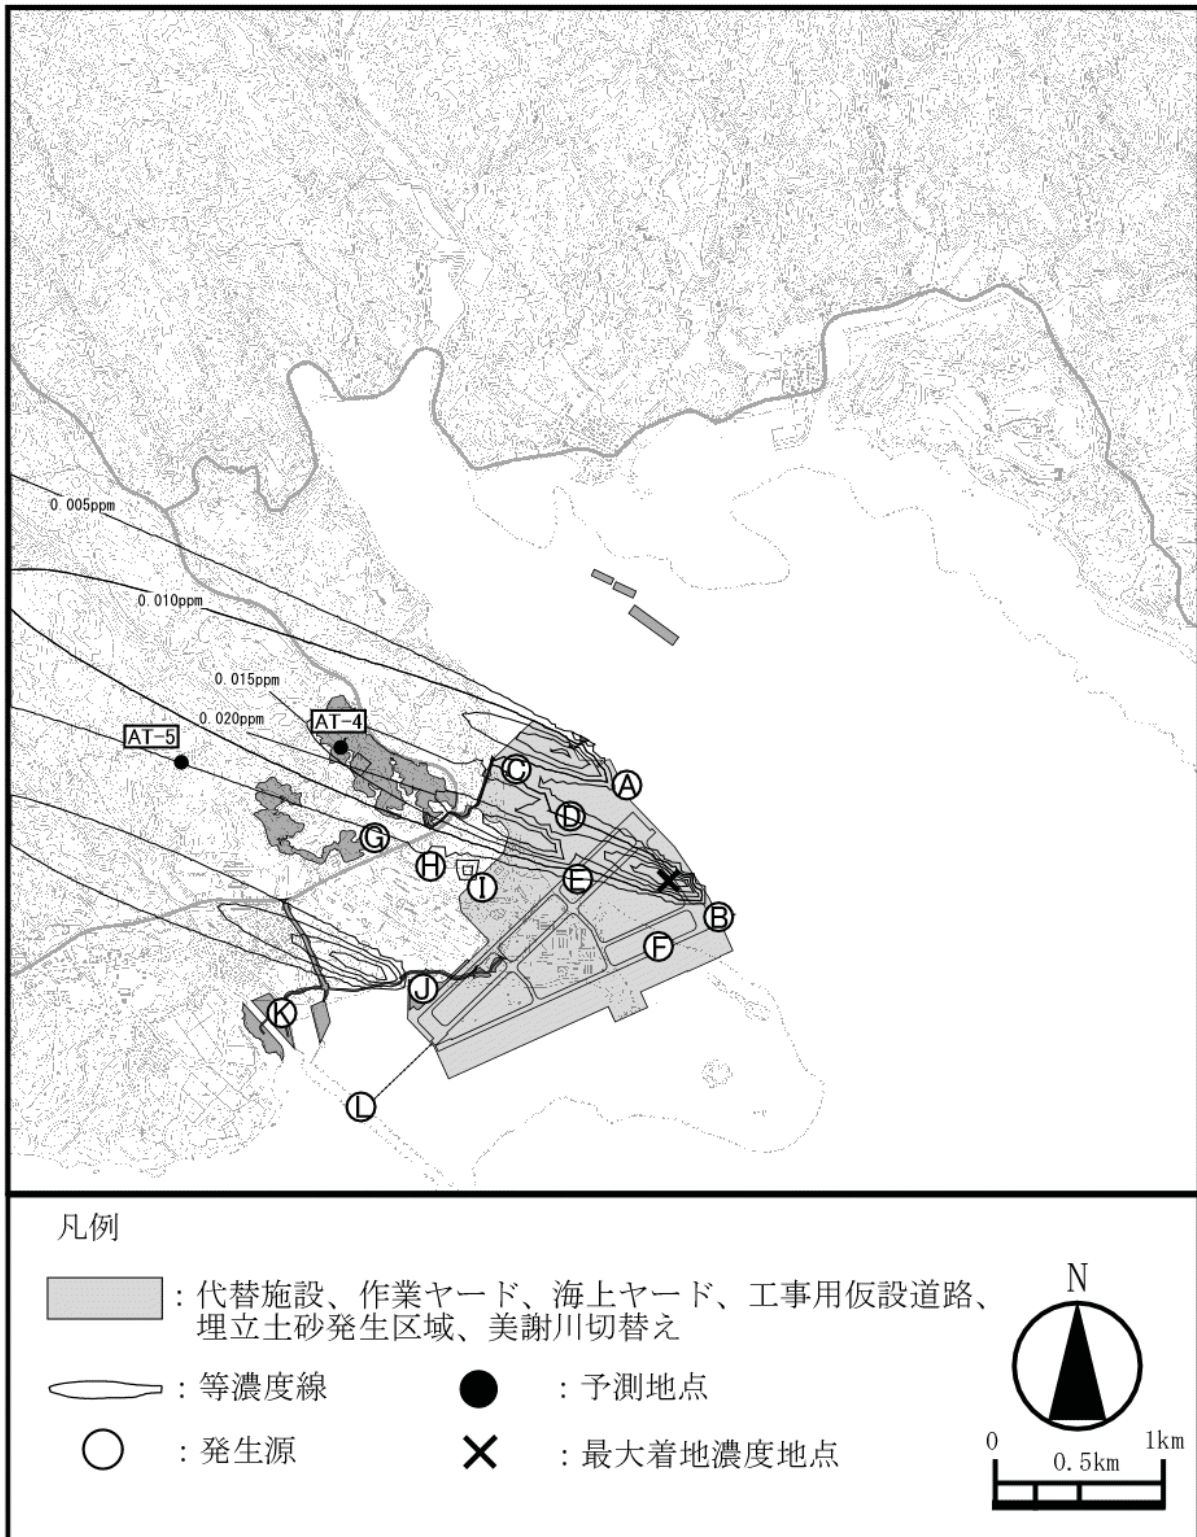 0.005ppm
0.010ppm
0.015ppm
0.020ppm
AT-4
AT-5
C
A
D
G
H
E
I
B
F
J
K
L
凡例
：代替施設、作業ヤード、海上ヤード、工事用仮設道路、
埋立土砂発生区域、美謝川切替え
：等濃度線
：予測地点
：発生源
：最大着地濃度地点
N
0
1km
0.5km